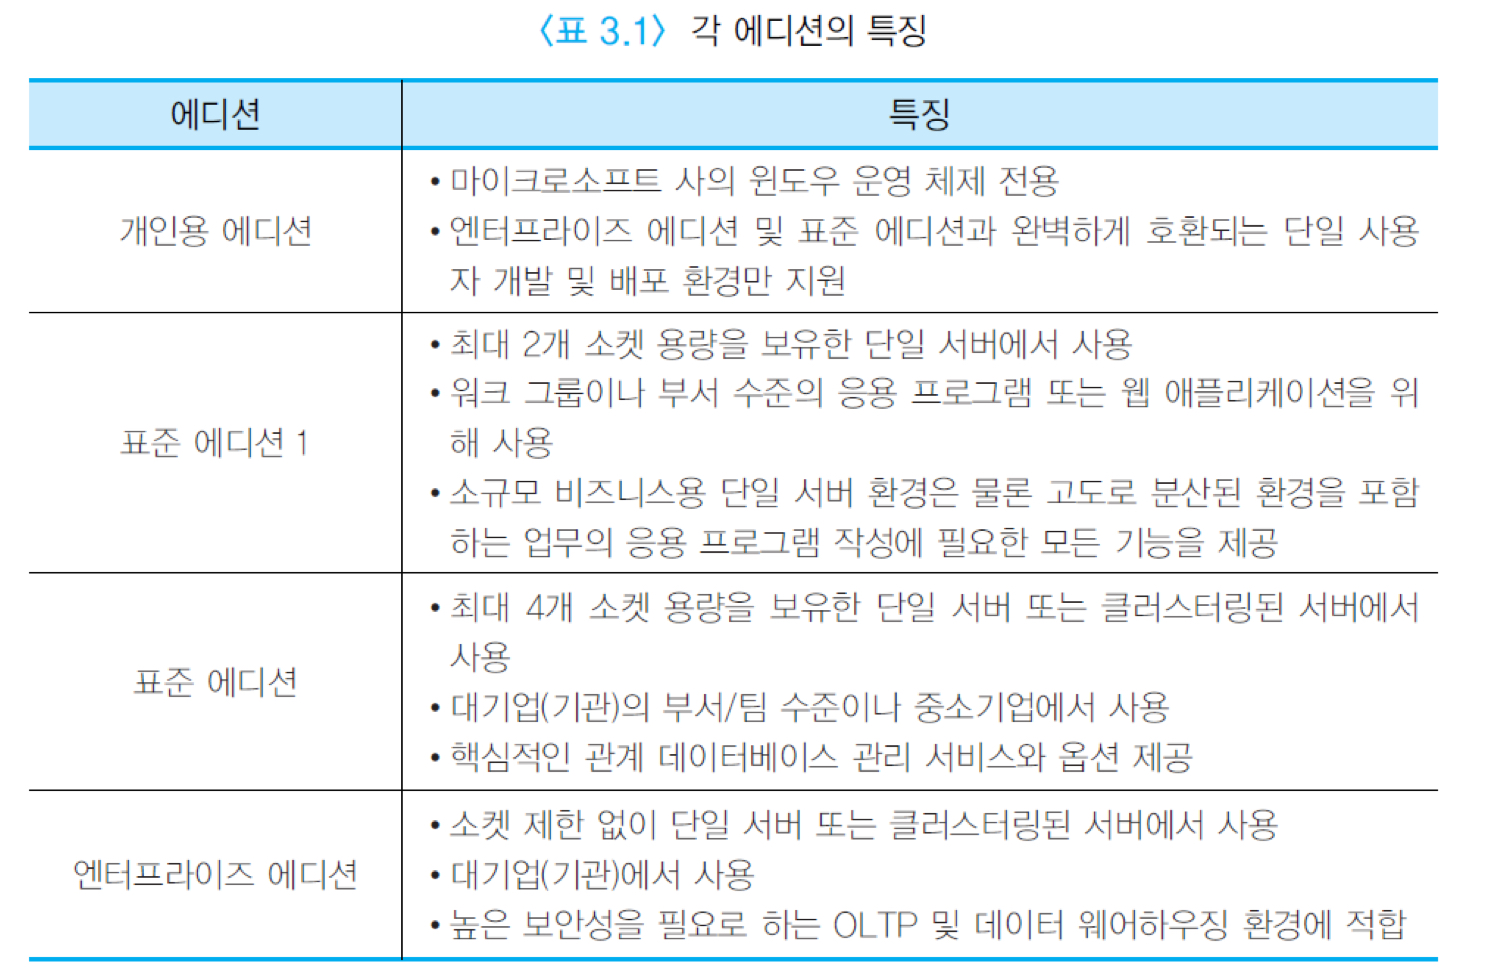 〈표 3.1〉 각 에디션의 특징
에디션
특징
개인용 에디션
• 마이크로소프트 사의 윈도우 운영 체제 전용
• 엔터프라이즈 에디션 및 표준 에디션과 완벽하게 호환되는 단일 사용
자 개발 및 배포 환경만 지원
표준 에디션 1
• 최대 2개 소켓 용량을 보유한 단일 서버에서 사용
• 워크 그룹이나 부서 수준의 응용 프로그램 또는 웹 애플리케이션을 위
해 사용
• 소규모 비즈니스용 단일 서버 환경은 물론 고도로 분산된 환경을 포함
하는 업무의 응용 프로그램 작성에 필요한 모든 기능을 제공
표준 에디션
• 최대 4개 소켓 용량을 보유한 단일 서버 또는 클러스터링된 서버에서
사용
• 대기업(기관)의 부서/팀 수준이나 중소기업에서 사용
• 핵심적인 관계 데이터베이스 관리 서비스와 옵션 제공
엔터프라이즈 에디션
• 소켓 제한 없이 단일 서버 또는 클러스터링된 서버에서 사용
• 대기업(기관)에서 사용
• 높은 보안성을 필요로 하는 OLTP 및 데이터 웨어하우징 환경에 적합